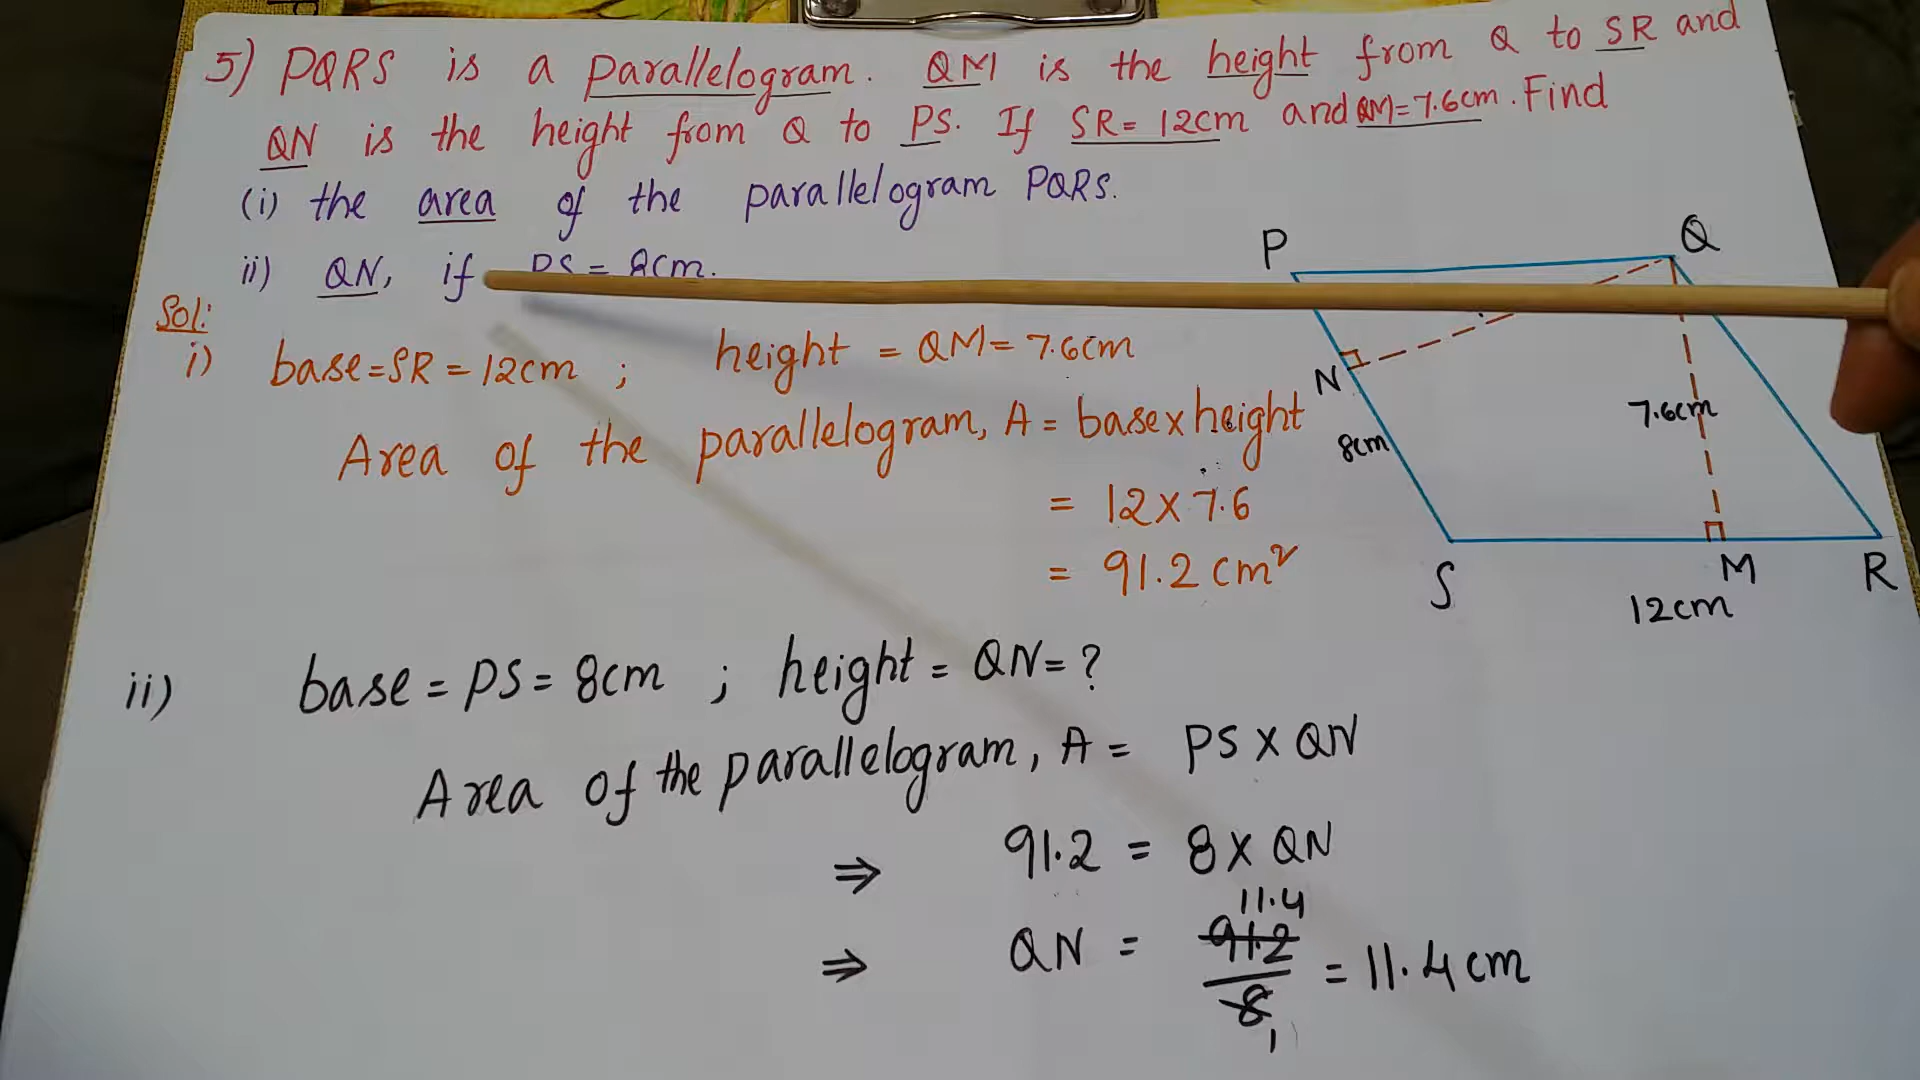 5) PQRS is a parallelogram. QM is the height from Q to SR and
QN is the height from Q to PS. If SR = 12cm and QM=7.6cm. Find
(i) the area of the parallelogram PQRS.
ii) QN, if PS = 8cm.
Sol:
i) base=SR = 12cm ; height = QM= 7.6cm
Area of the parallelogram, A = base x height
= 12 x 7.6
= 91.2 cm²
P
Q
N
7.6cm
8cm
S
M
R
12cm
ii) base = PS = 8cm ; height = QN = ?
Area of the parallelogram, A = PS x QN
⇒ 91.2 = 8 x QN
11.4
⇒ QN = 91.2/8 = 11.4cm
1